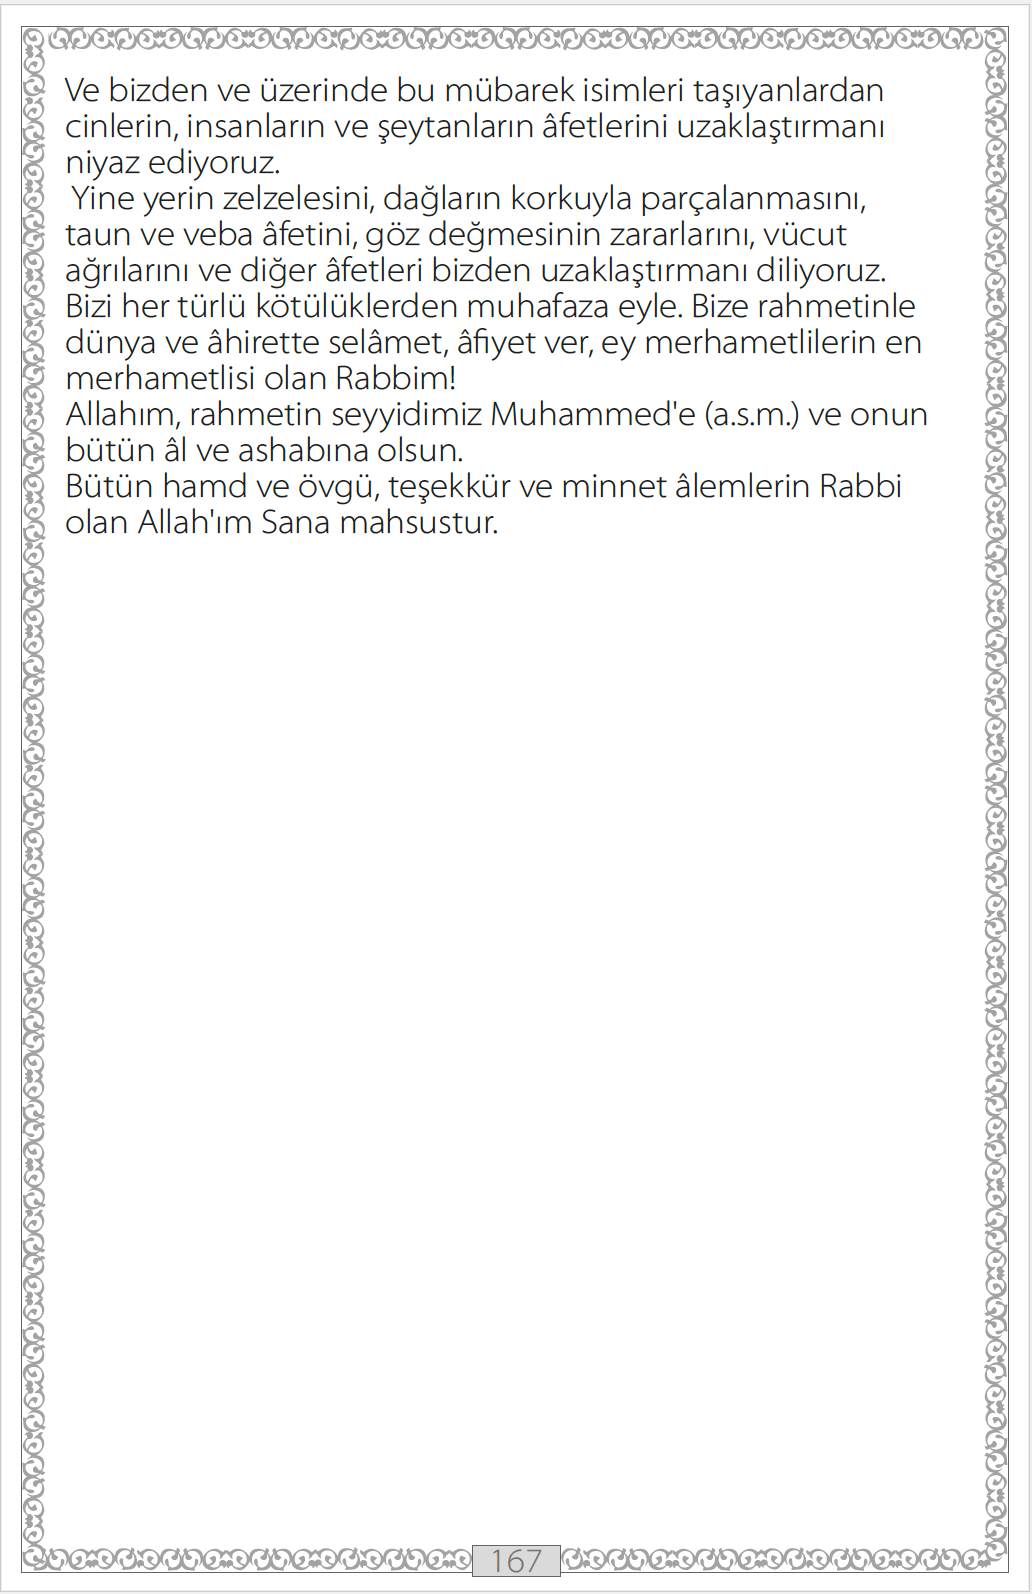 Ve bizden ve üzerinde bu mübarek isimleri taşıyanlardan
cinlerin, insanların ve şeytanların âfetlerini uzaklaştırmanı
niyaz ediyoruz.
Yine yerin zelzelesini, dağların korkuyla parçalanmasını,
taun ve veba âfetini, göz değmesinin zararlarını, vücut
ağrılarını ve diğer âfetleri bizden uzaklaştırmanı diliyoruz.
Bizi her türlü kötülüklerden muhafaza eyle. Bize rahmetinle
dünya ve âhirette selâmet, âfiyet ver, ey merhametlilerin en
merhametlisi olan Rabbim!
Allahım, rahmetin seyyidimiz Muhammed'e (a.s.m.) ve onun
bütün âl ve ashabına olsun.
Bütün hamd ve övgü, teşekkür ve minnet âlemlerin Rabbi
olan Allah'ım Sana mahsustur.
167